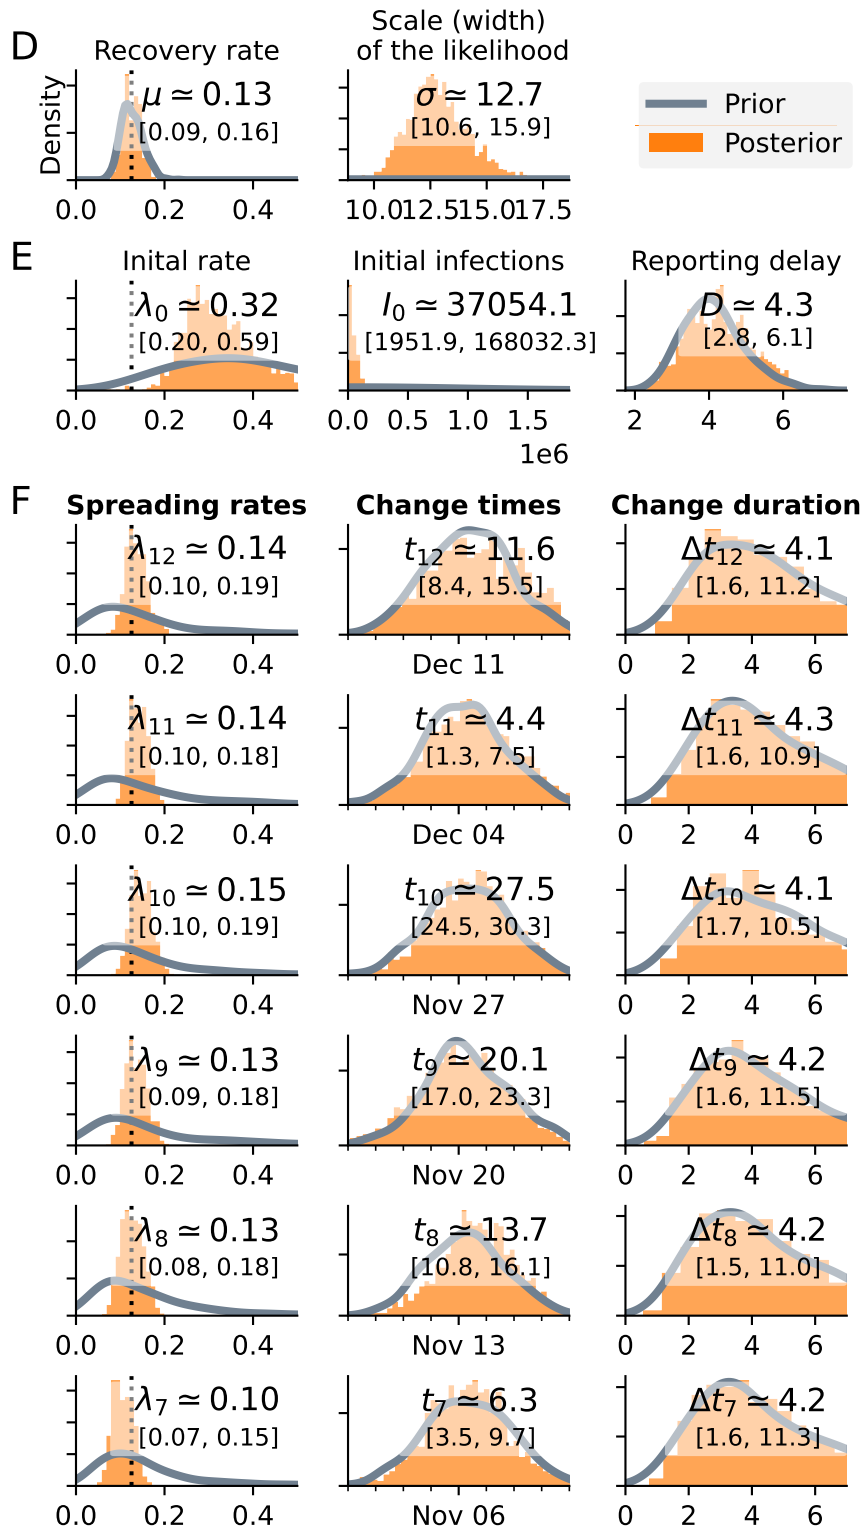 D
Recovery rate
Scale (width)
of the likelihood
Density
μ ≃ 0.13
[0.09, 0.16]
0.0 0.2 0.4
σ ≃ 12.7
[10.6, 15.9]
10.0 12.5 15.0 17.5
Prior
Posterior
E
Inital rate
λ0 ≃ 0.32
[0.20, 0.59]
0.0 0.2 0.4
Initial infections
I0 ≃ 37054.1
[1951.9, 168032.3]
0.0 0.5 1.0 1.5
1e6
Reporting delay
D ≃ 4.3
[2.8, 6.1]
2 4 6
F
Spreading rates Change times Change duration
λ12 ≃ 0.14 t12 ≃ 11.6 Δt12 ≃ 4.1
[0.10, 0.19] [8.4, 15.5] [1.6, 11.2]
0.0 0.2 0.4 Dec 11 0 2 4 6
λ11 ≃ 0.14 t11 ≃ 4.4 Δt11 ≃ 4.3
[0.10, 0.18] [1.3, 7.5] [1.6, 10.9]
0.0 0.2 0.4 Dec 04 0 2 4 6
λ10 ≃ 0.15 t10 ≃ 27.5 Δt10 ≃ 4.1
[0.10, 0.19] [24.5, 30.3] [1.7, 10.5]
0.0 0.2 0.4 Nov 27 0 2 4 6
λ9 ≃ 0.13 t9 ≃ 20.1 Δt9 ≃ 4.2
[0.09, 0.18] [17.0, 23.3] [1.6, 11.5]
0.0 0.2 0.4 Nov 20 0 2 4 6
λ8 ≃ 0.13 t8 ≃ 13.7 Δt8 ≃ 4.2
[0.08, 0.18] [10.8, 16.1] [1.5, 11.0]
0.0 0.2 0.4 Nov 13 0 2 4 6
λ7 ≃ 0.10 t7 ≃ 6.3 Δt7 ≃ 4.2
[0.07, 0.15] [3.5, 9.7] [1.6, 11.3]
0.0 0.2 0.4 Nov 06 0 2 4 6